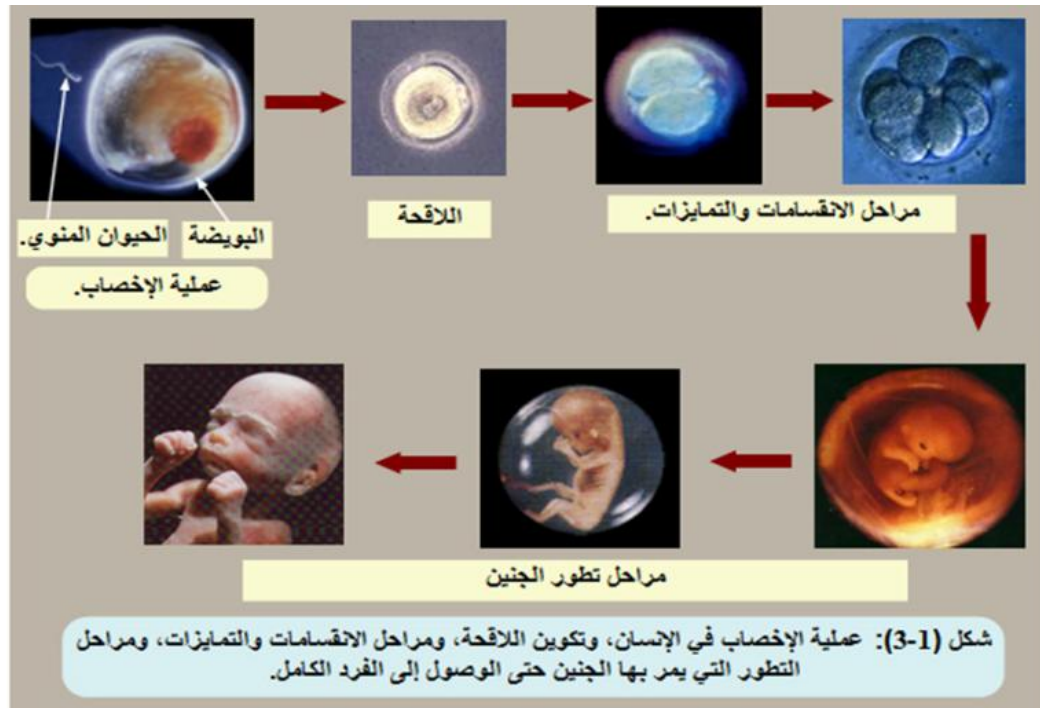 اللاقحة
مراحل الانقسامات والتمايزات.
البويضة
الحيوان المنوي.
عملية الإخصاب.
مراحل تطور الجنين
شكل (3-1): عملية الإخصاب في الإنسان، وتكوين اللاقحة، ومراحل الانقسامات والتمايزات، ومراحل
التطور التي يمر بها الجنين حتى الوصول إلى الفرد الكامل.